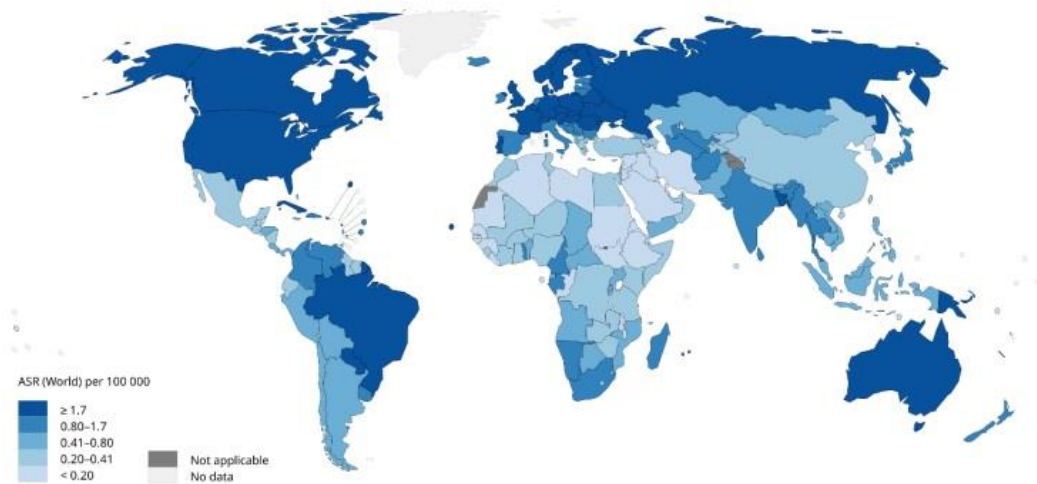 ASR (World) per 100 000
≥ 1.7
0.80–1.7
0.41–0.80
0.20–0.41
< 0.20
Not applicable
No data